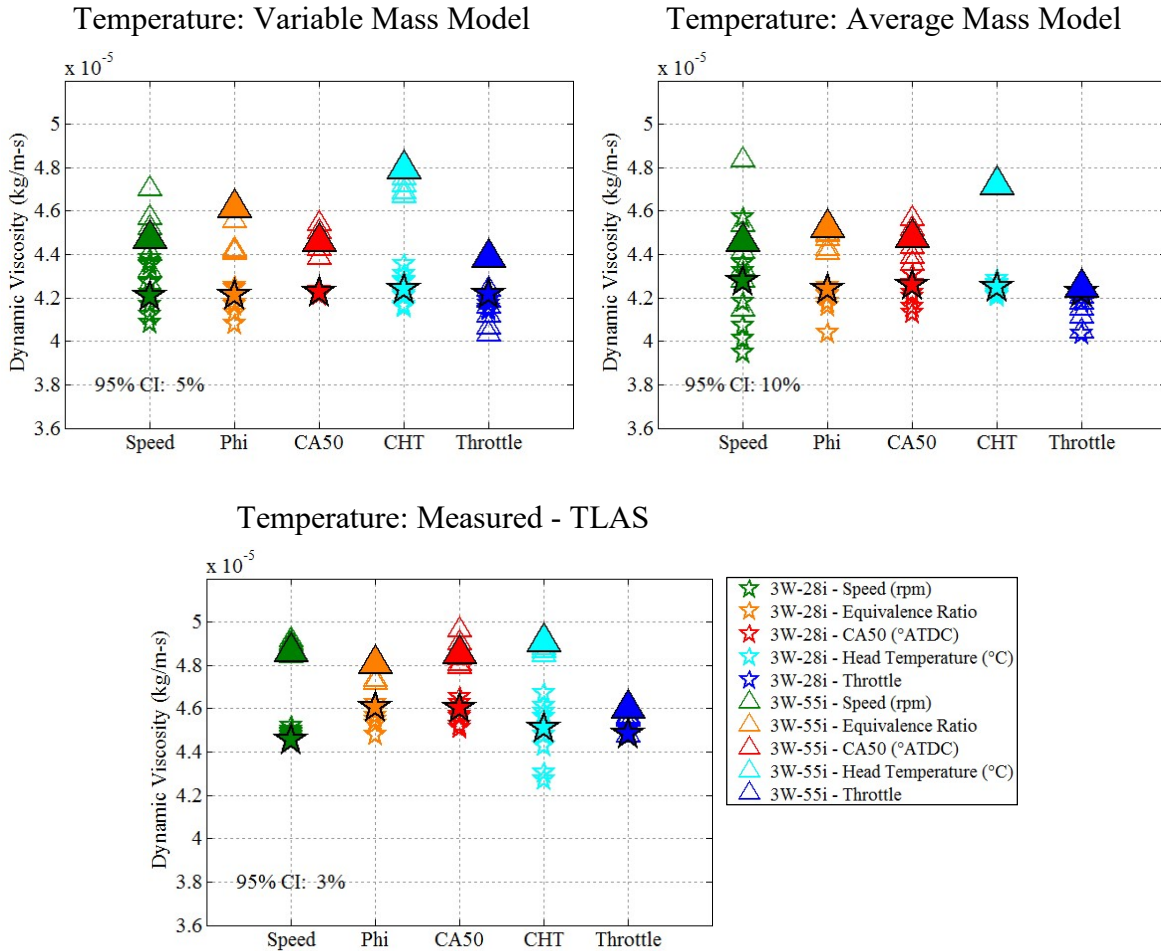 Temperature: Variable Mass Model
x 10-5
Dynamic Viscosity (kg/m-s)
5
4.8
4.6
4.4
4.2
4
3.8
3.6
95% CI: 5%
Speed Phi CA50 CHT Throttle
Temperature: Average Mass Model
x 10-5
Dynamic Viscosity (kg/m-s)
5
4.8
4.6
4.4
4.2
4
3.8
3.6
95% CI: 10%
Speed Phi CA50 CHT Throttle
Temperature: Measured - TLAS
x 10-5
Dynamic Viscosity (kg/m-s)
5
4.8
4.6
4.4
4.2
4
3.8
3.6
95% CI: 3%
Speed Phi CA50 CHT Throttle
3W-28i - Speed (rpm)
3W-28i - Equivalence Ratio
3W-28i - CA50 (°ATDC)
3W-28i - Head Temperature (°C)
3W-28i - Throttle
3W-55i - Speed (rpm)
3W-55i - Equivalence Ratio
3W-55i - CA50 (°ATDC)
3W-55i - Head Temperature (°C)
3W-55i - Throttle